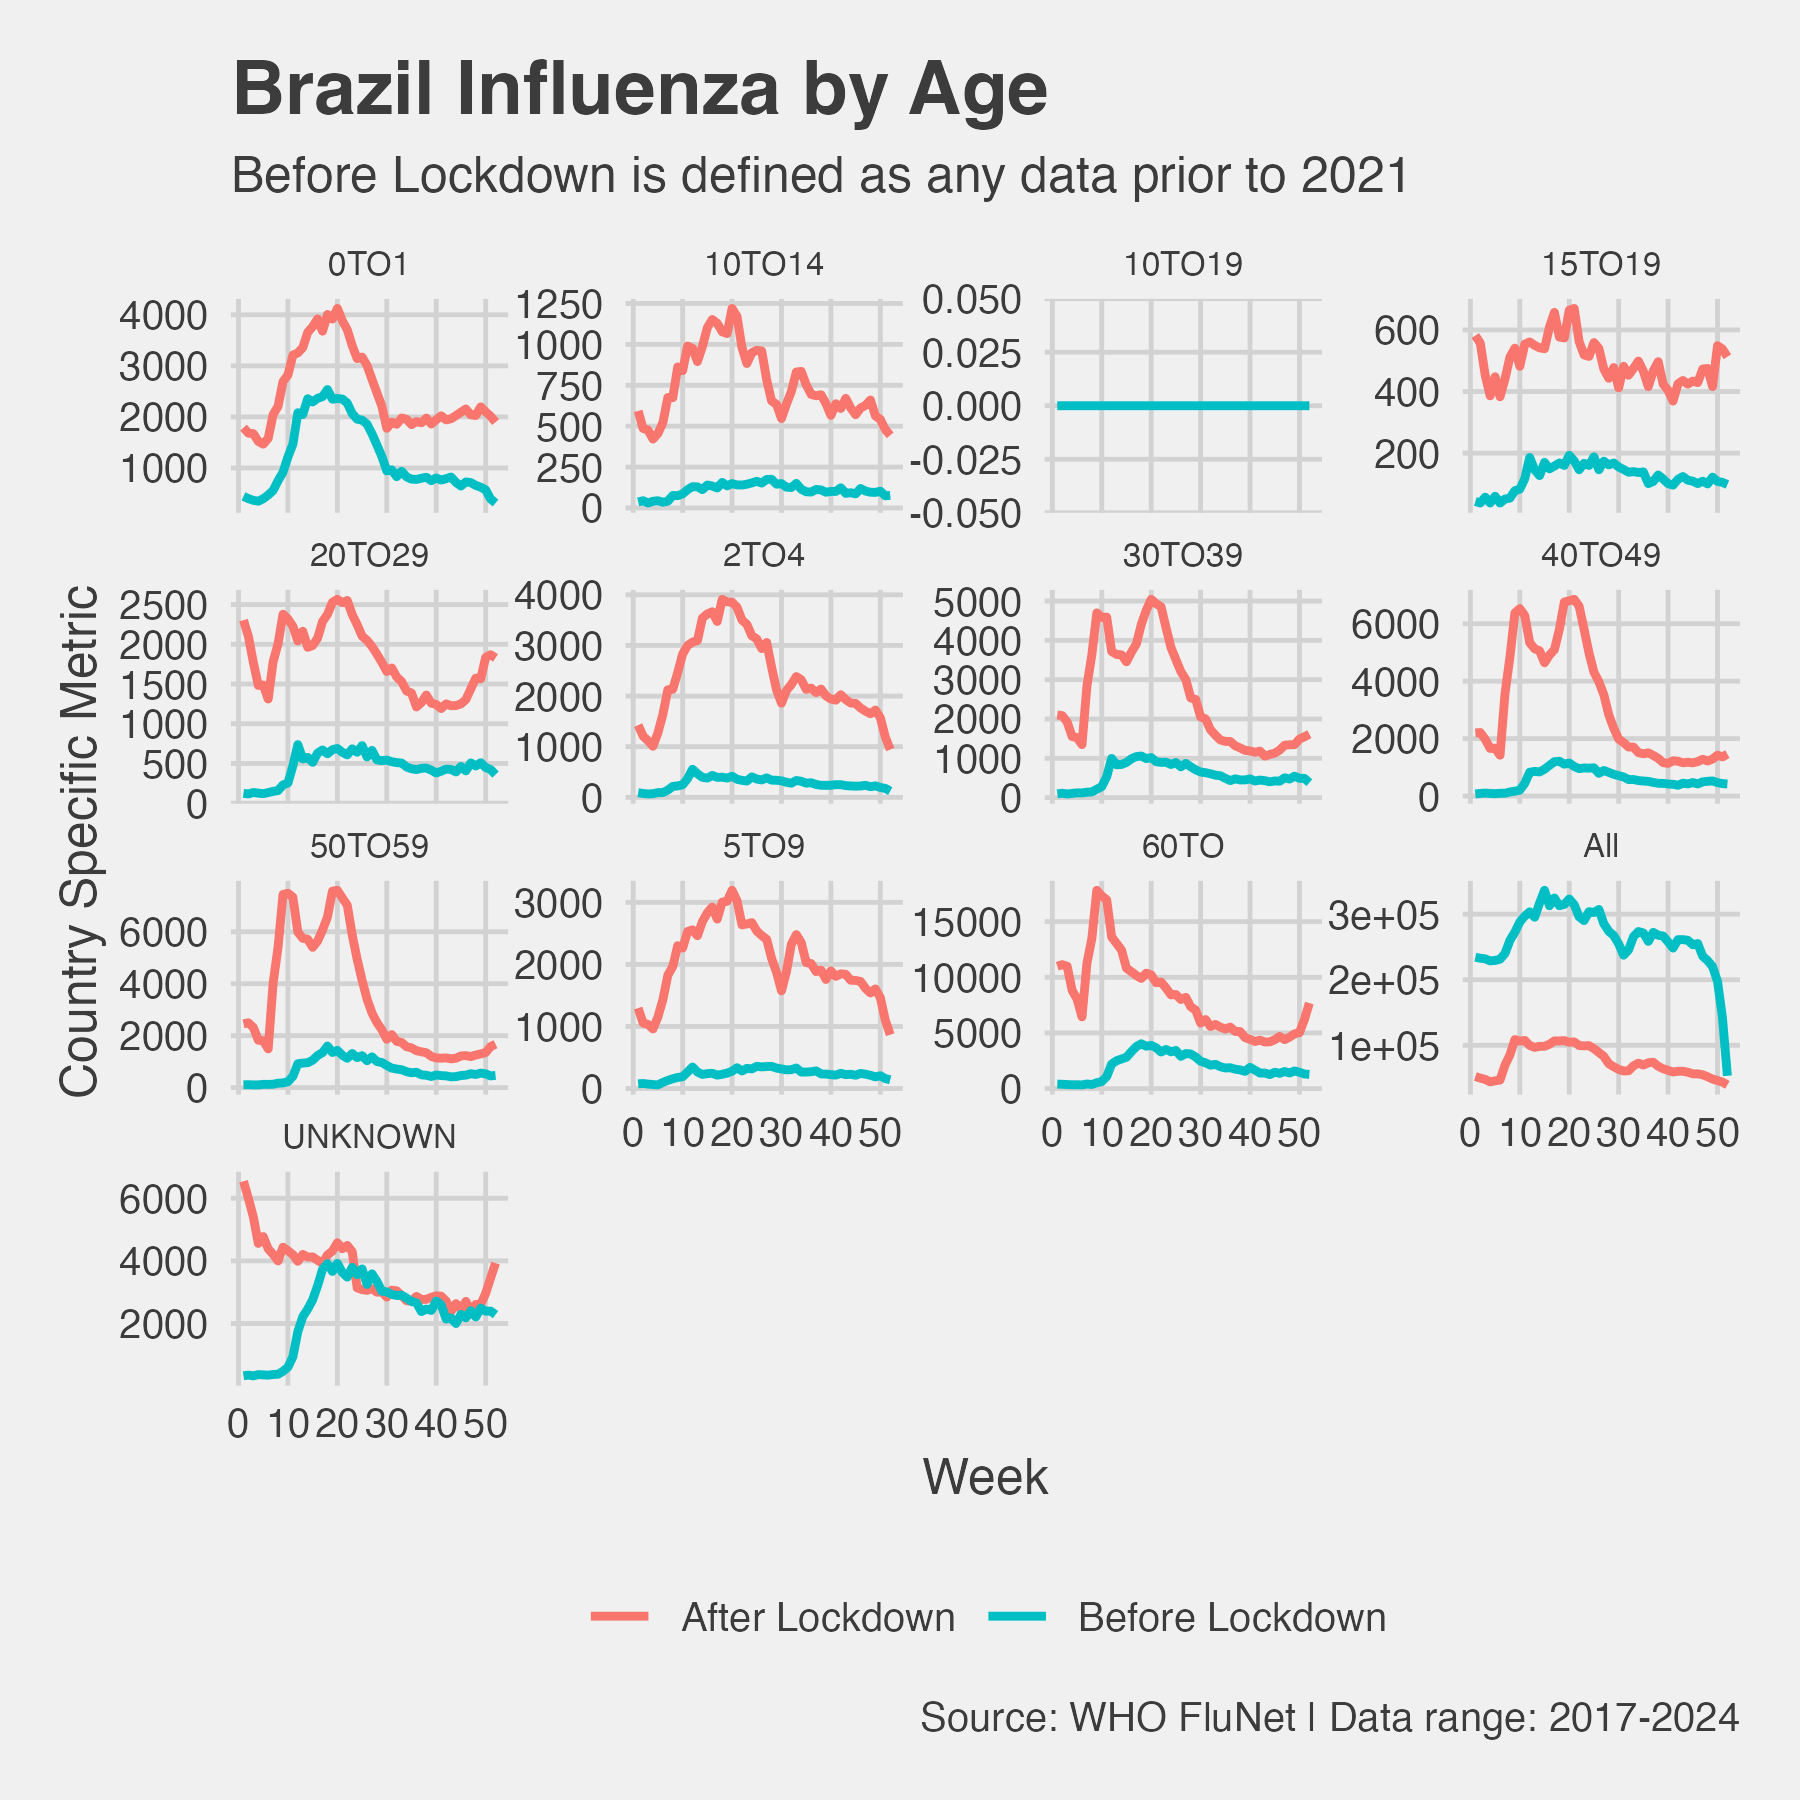 Brazil Influenza by Age
Before Lockdown is defined as any data prior to 2021
0TO1
10TO14
10TO19
15TO19
4000
3000
2000
1000
1250
1000
750
500
250
0
0.050
0.025
0.000
-0.025
-0.050
600
400
200
20TO29
2TO4
30TO39
40TO49
2500
2000
1500
1000
500
0
4000
3000
2000
1000
0
5000
4000
3000
2000
1000
0
6000
4000
2000
0
50TO59
5TO9
60TO
All
6000
4000
2000
0
3000
2000
1000
0
15000
10000
5000
0
3e+05
2e+05
1e+05
0 10 20 30 40 50
0 10 20 30 40 50
0 10 20 30 40 50
UNKNOWN
6000
4000
2000
0 10 20 30 40 50
Country Specific Metric
Week
After Lockdown
Before Lockdown
Source: WHO FluNet | Data range: 2017-2024